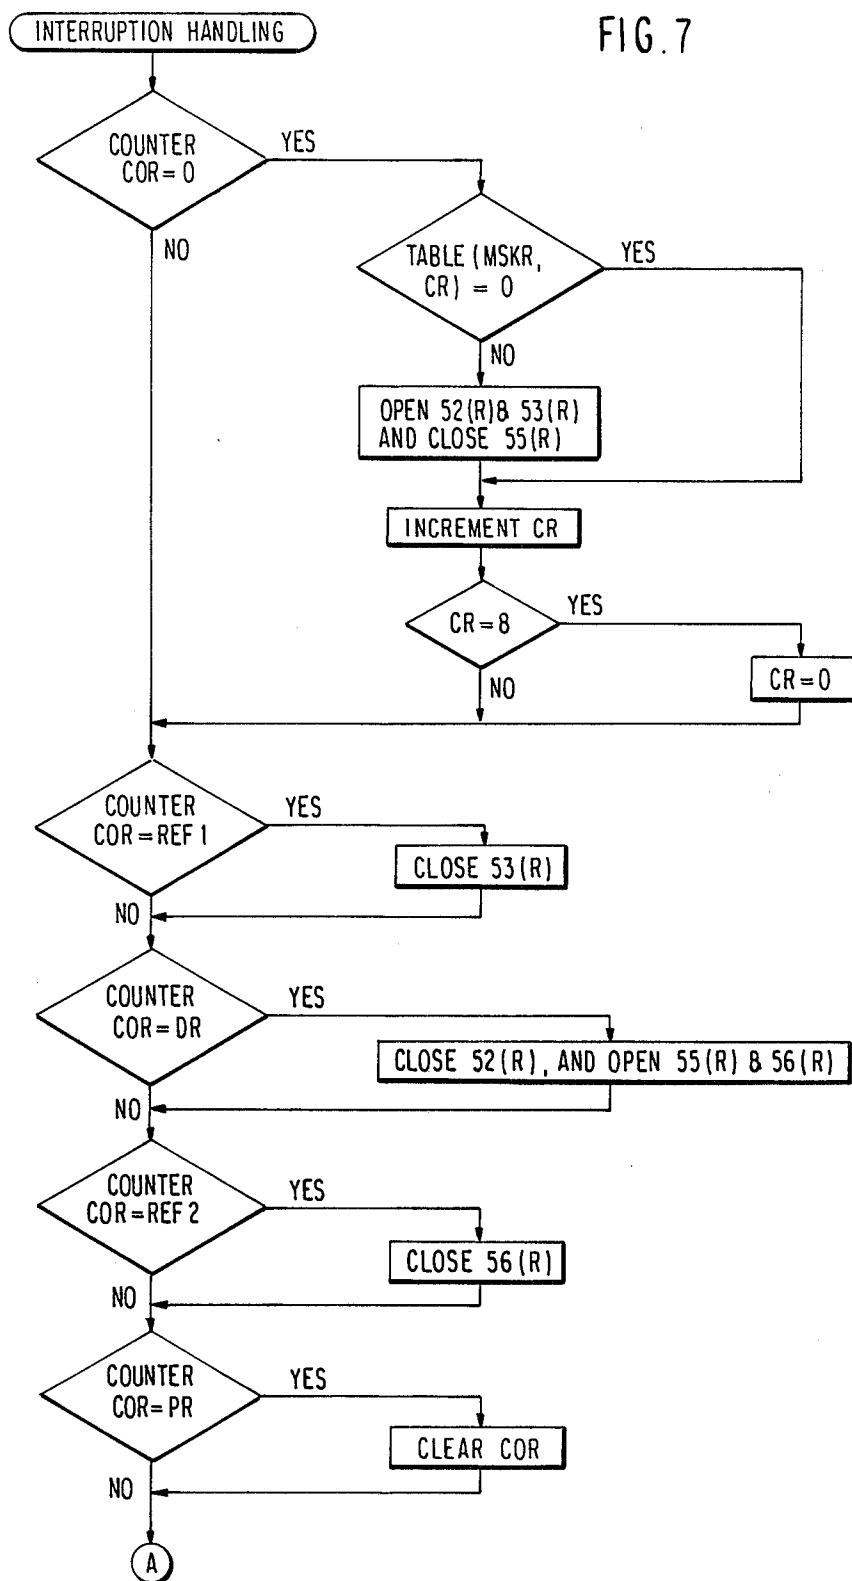 INTERRUPTION HANDLING
FIG. 7
COUNTER
COR=0
YES
NO
TABLE (MSKR,
CR) = 0
YES
NO
OPEN 52(R)& 53(R)
AND CLOSE 55(R)
INCREMENT CR
CR=8
YES
NO
CR=0
COUNTER
COR=REF 1
YES
CLOSE 53(R)
NO
COUNTER
COR=DR
YES
CLOSE 52(R), AND OPEN 55(R) & 56(R)
NO
COUNTER
COR=REF 2
YES
CLOSE 56(R)
NO
COUNTER
COR=PR
YES
CLEAR COR
NO
A